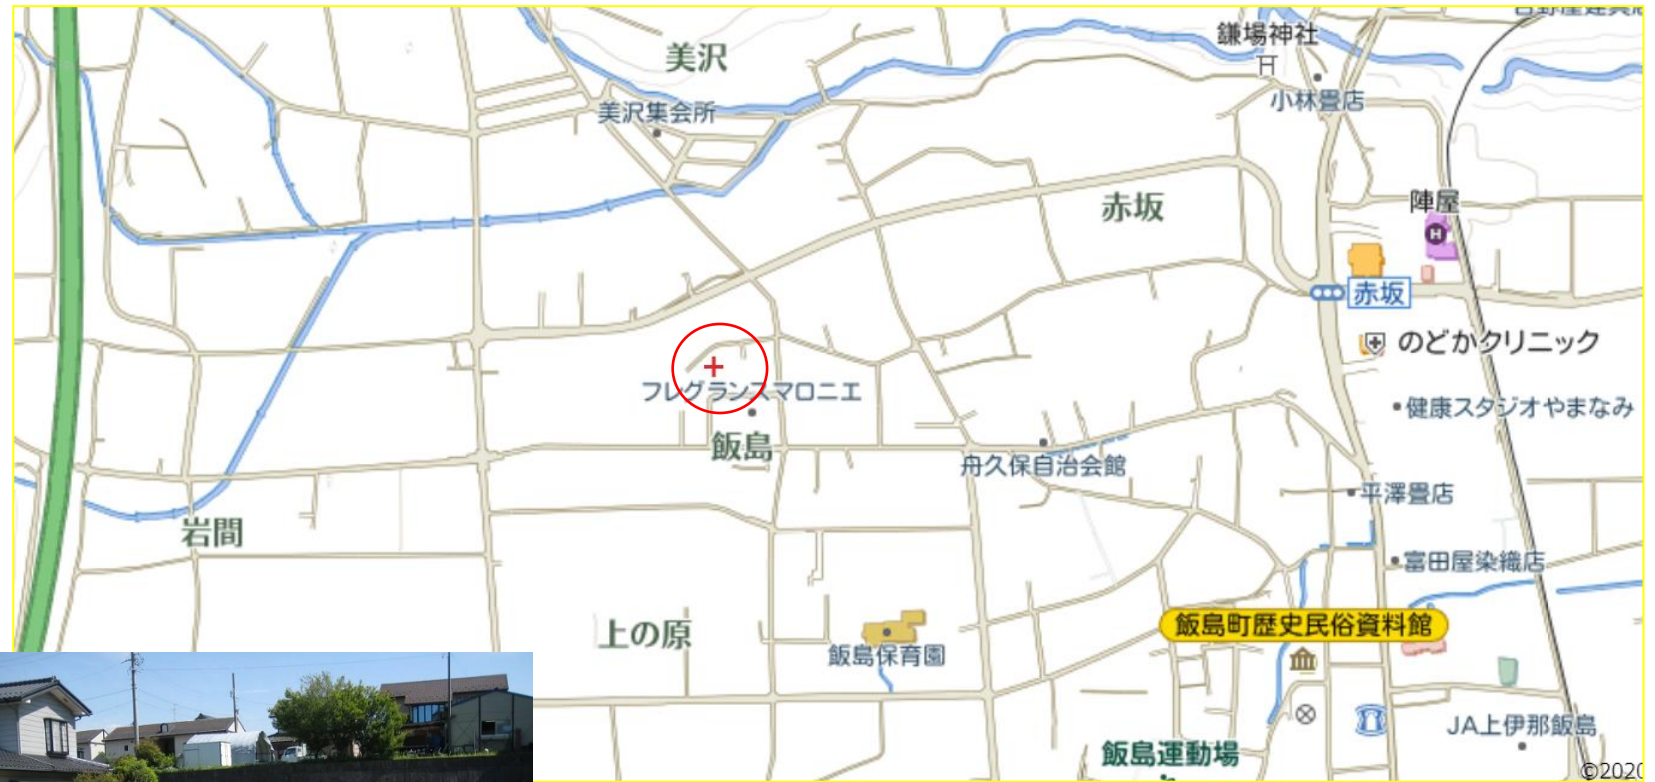 美沢
鎌場神社
小林畳店
美沢集会所
赤坂
陣屋
H
赤坂
のどかクリニック
フレグランスマロニエ
健康スタジオやまなみ
飯島
舟久保自治会館
平澤畳店
岩間
富田屋染織店
上の原
飯島町歴史民俗資料館
飯島保育園
JA上伊那飯島
飯島運動場
©2020